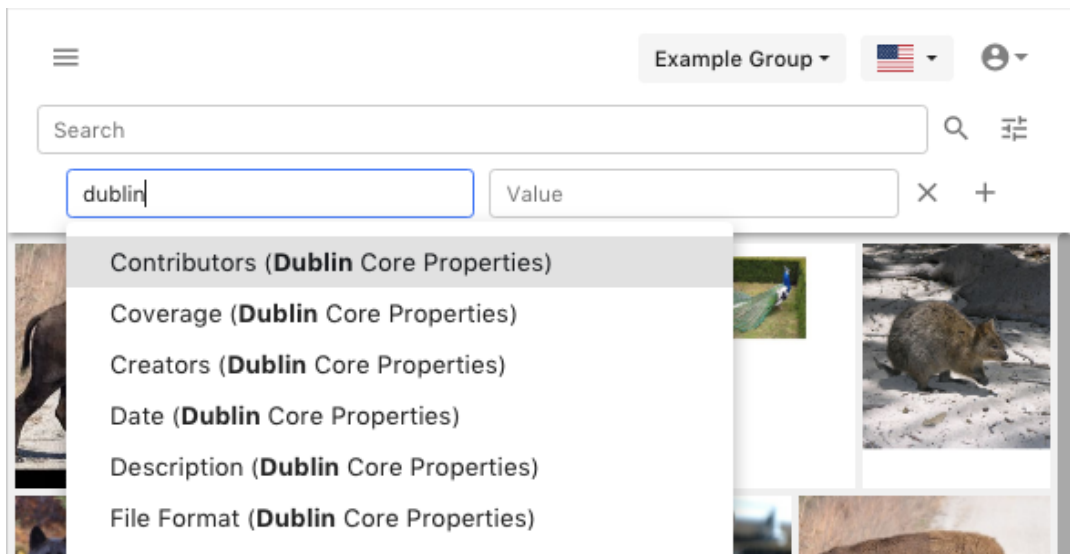 Example Group
Search
dublin
Value
Contributors (Dublin Core Properties)
Coverage (Dublin Core Properties)
Creators (Dublin Core Properties)
Date (Dublin Core Properties)
Description (Dublin Core Properties)
File Format (Dublin Core Properties)